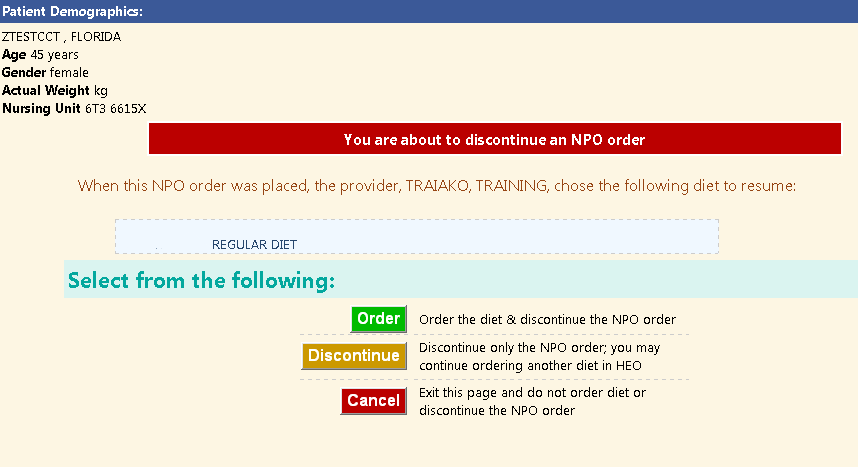 Patient Demographics:
ZTESTCCT , FLORIDA
Age 45 years
Gender female
Actual Weight kg
Nursing Unit 6T3 6615X
You are about to discontinue an NPO order
When this NPO order was placed, the provider, TRAIAKO, TRAINING, chose the following diet to resume:
. REGULAR DIET
Select from the following:
Order Order the diet & discontinue the NPO order
Discontinue Discontinue only the NPO order; you may
continue ordering another diet in HEO
Cancel Exit this page and do not order diet or
discontinue the NPO order